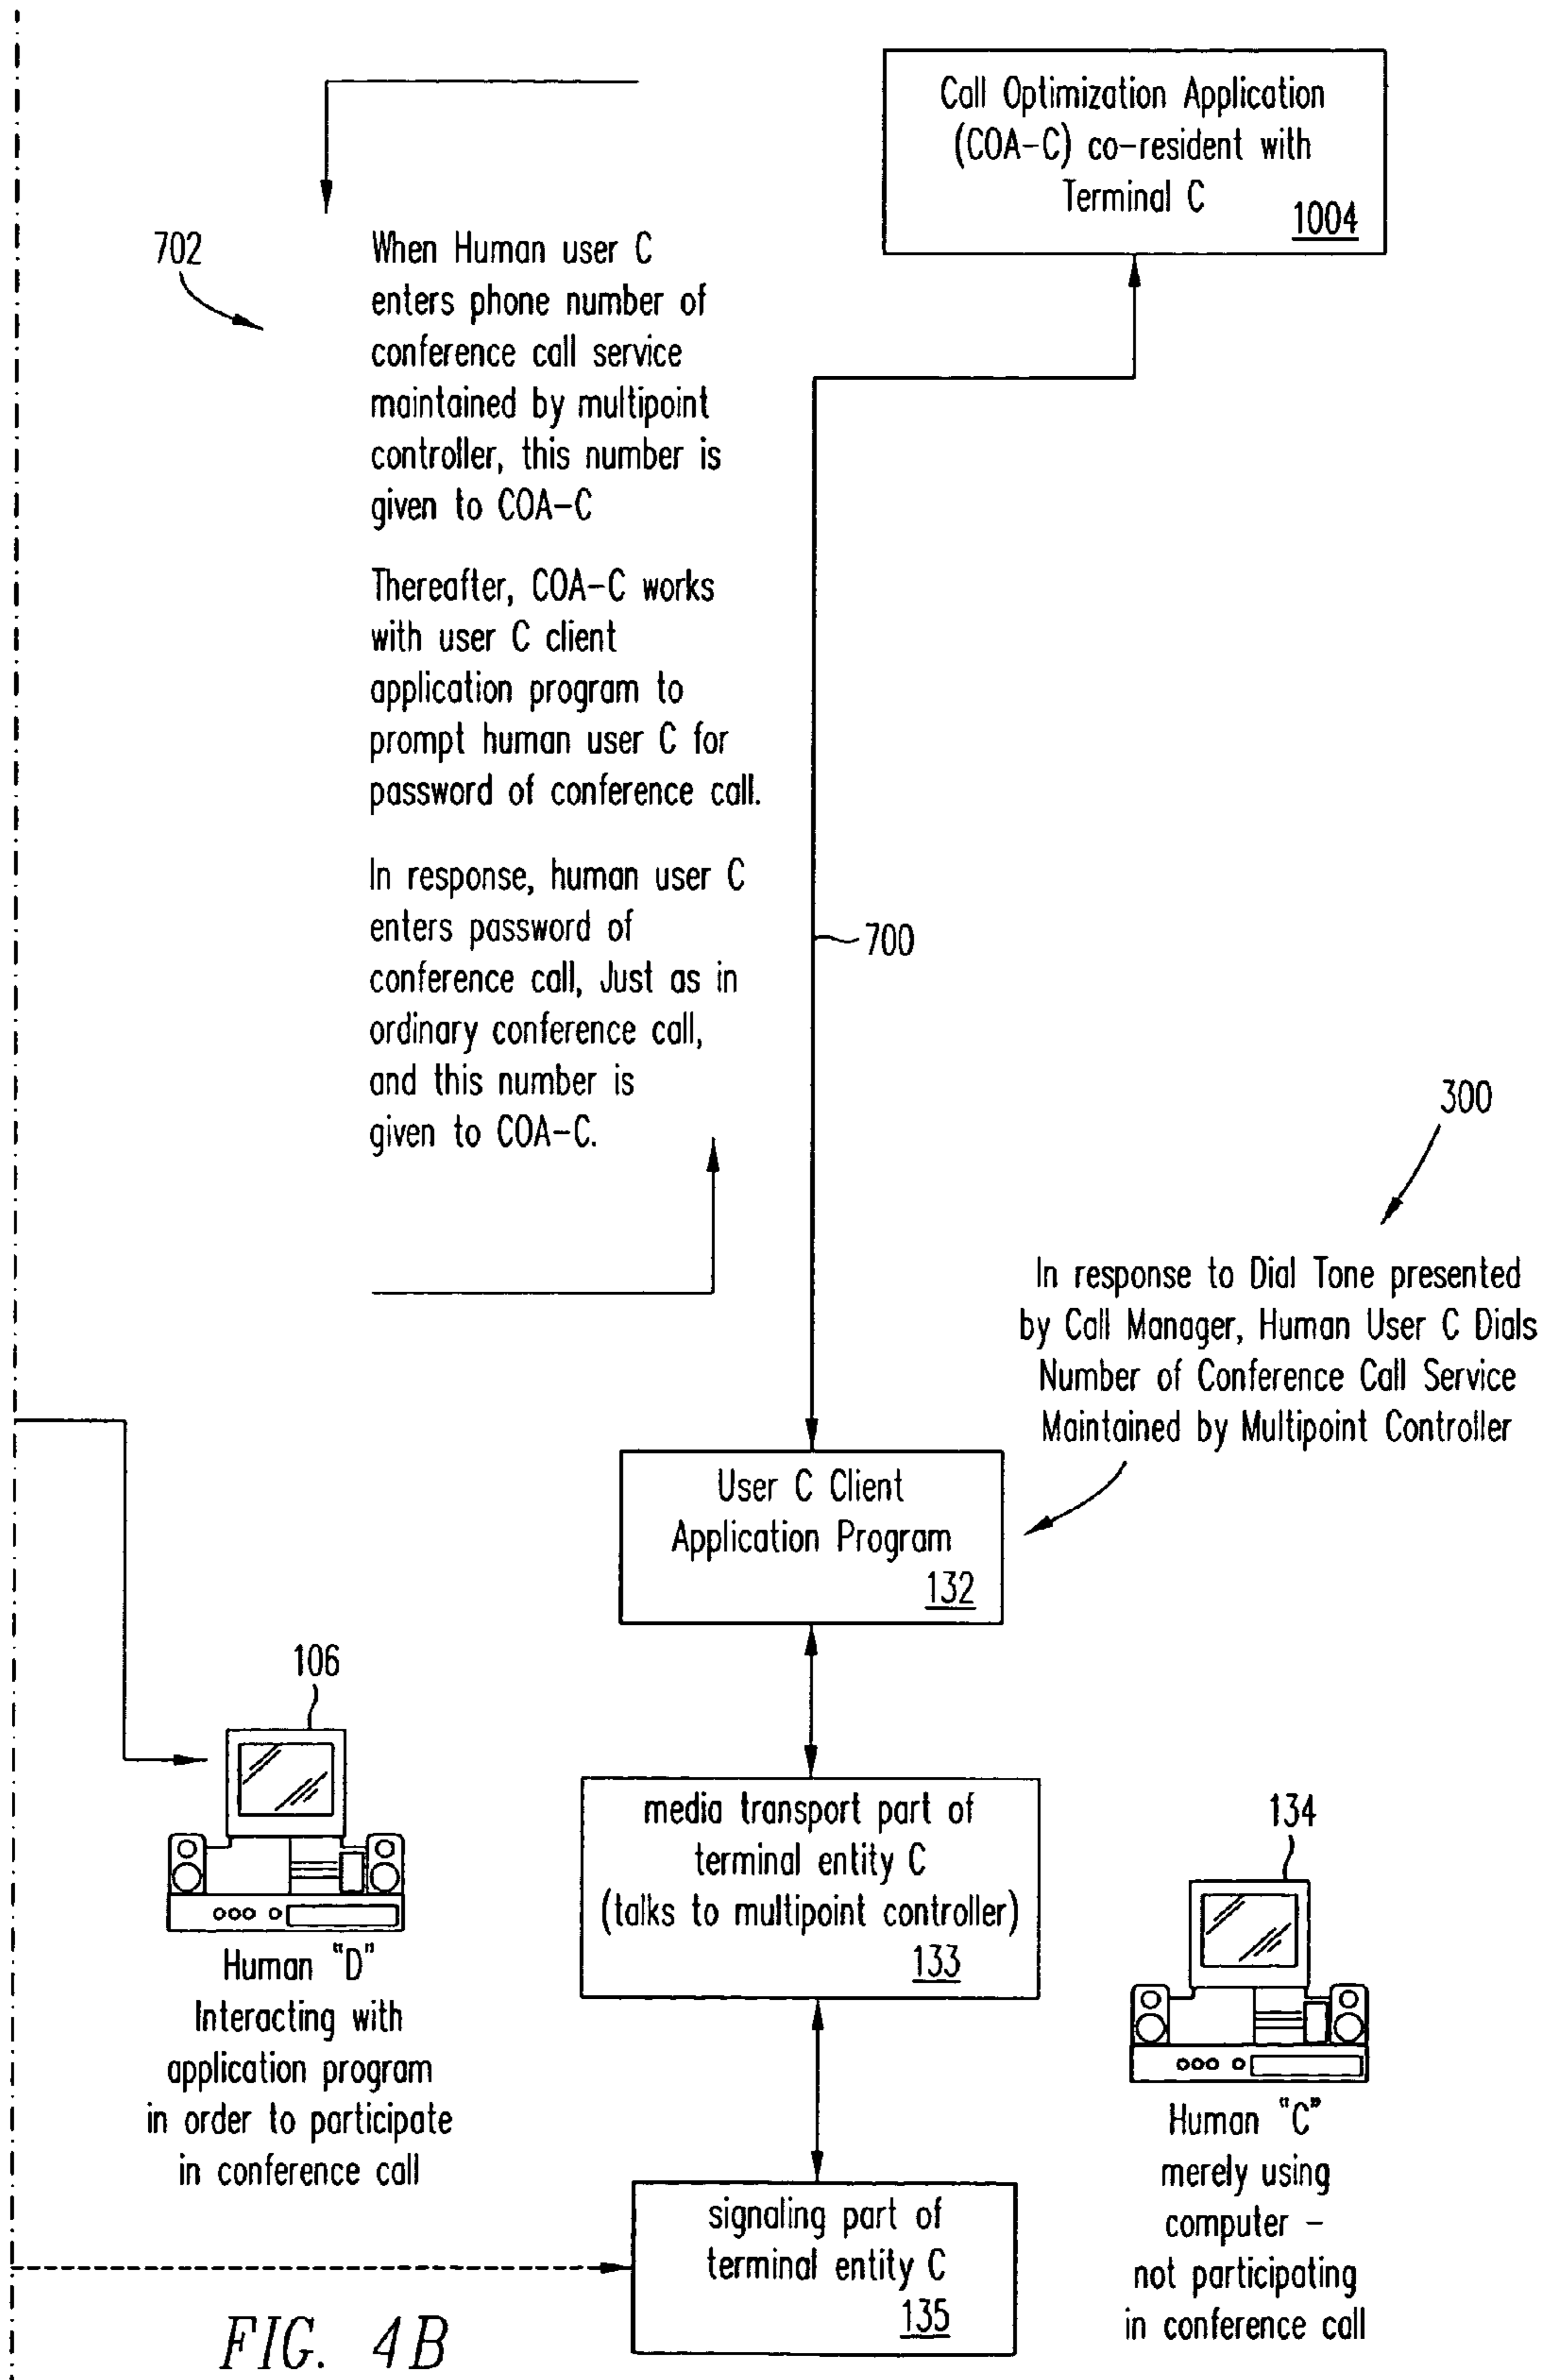 Call Optimization Application
(COA-C) co-resident with
Terminal C
1004
702
When Human user C
enters phone number of
conference call service
maintained by multipoint
controller, this number is
given to COA-C
Thereafter, COA-C works
with user C client
application program to
prompt human user C for
password of conference call.
In response, human user C
enters password of
conference call, Just as in
ordinary conference call,
and this number is
given to COA-C.
700
300
In response to Dial Tone presented
by Call Manager, Human User C Dials
Number of Conference Call Service
Maintained by Multipoint Controller
User C Client
Application Program
132
106
Human "D"
Interacting with
application program
in order to participate
in conference call
media transport part of
terminal entity C
(talks to multipoint controller)
133
134
Human "C"
merely using
computer -
not participating
in conference call
signaling part of
terminal entity C
135
FIG. 4B